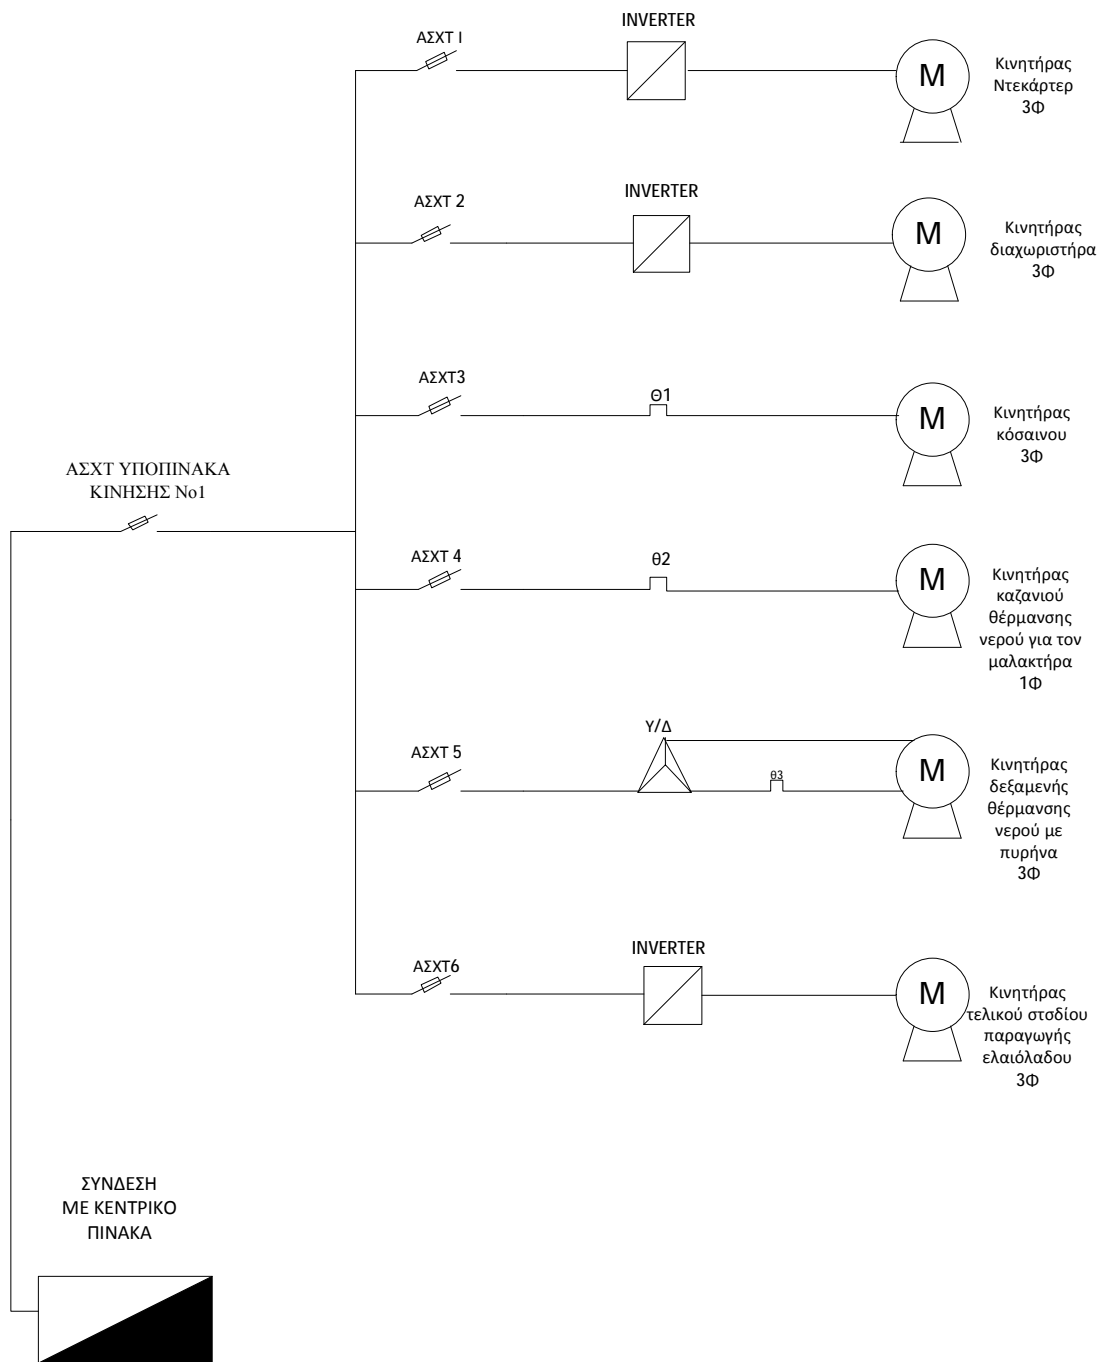 INVERTER
ΑΣΧΤ Ι
M
Κινητήρας
Ντεκάρτερ
3Φ
INVERTER
ΑΣΧΤ 2
M
Κινητήρας
διαχωριστήρα
3Φ
ΑΣΧΤ3
Θ1
M
Κινητήρας
κόσαινου
3Φ
ΑΣΧΤ ΥΠΟΠΙΝΑΚΑ
ΚΙΝΗΣΗΣ Νο1
ΑΣΧΤ 4
θ2
M
Κινητήρας
καζανιού
θέρμανσης
νερού για τον
μαλακτήρα
1Φ
Υ/Δ
ΑΣΧΤ 5
θ3
M
Κινητήρας
δεξαμενής
θέρμανσης
νερού με
πυρήνα
3Φ
INVERTER
ΑΣΧΤ6
M
Κινητήρας
τελικού στσδίου
παραγωγής
ελαιόλαδου
3Φ
ΣΥΝΔΕΣΗ
ΜΕ ΚΕΝΤΡΙΚΟ
ΠΙΝΑΚΑ